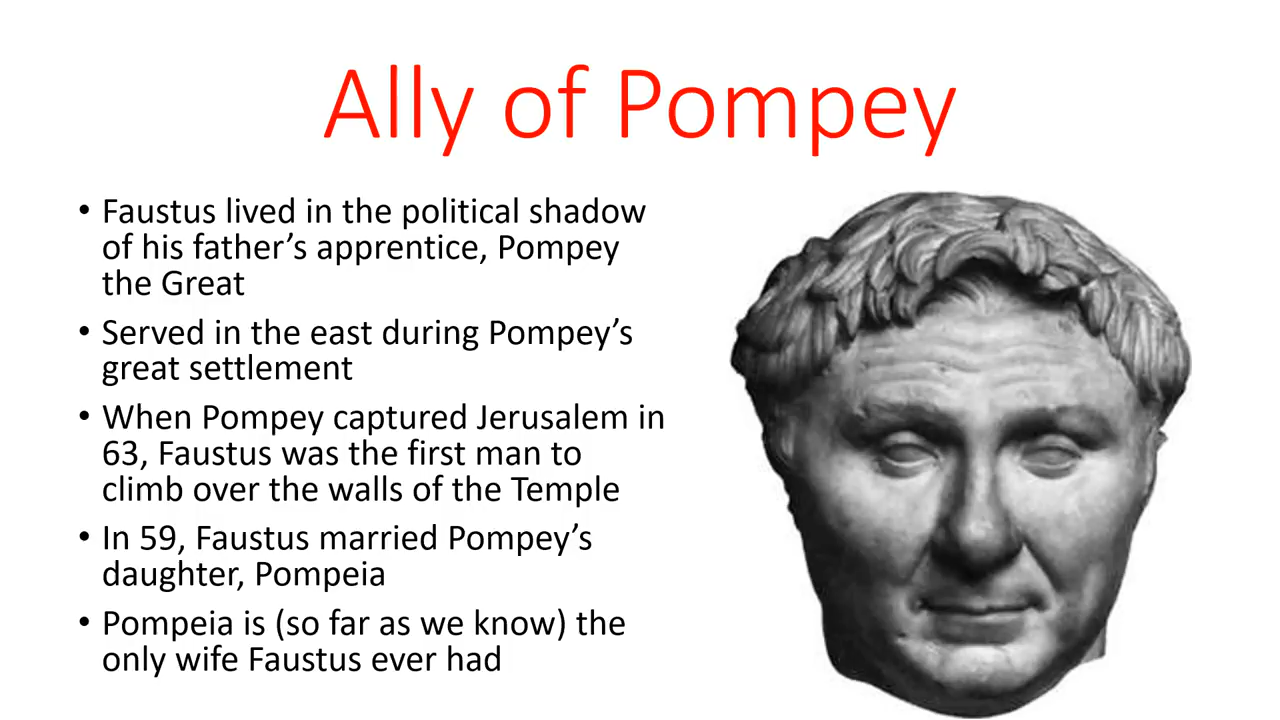 Ally of Pompey
• Faustus lived in the political shadow
of his father’s apprentice, Pompey
the Great
• Served in the east during Pompey’s
great settlement
• When Pompey captured Jerusalem in
63, Faustus was the first man to
climb over the walls of the Temple
• In 59, Faustus married Pompey’s
daughter, Pompeia
• Pompeia is (so far as we know) the
only wife Faustus ever had